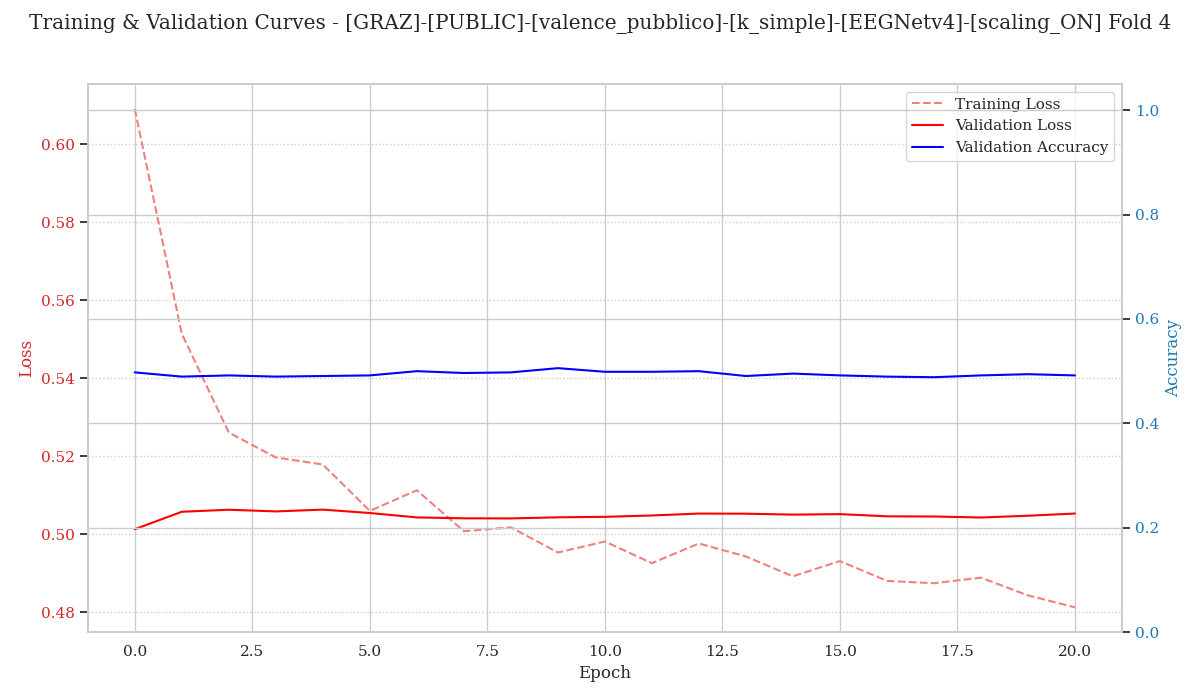 Training & Validation Curves - [GRAZ]-[PUBLIC]-[valence_pubblico]-[k_simple]-[EEGNetv4]-[scaling_ON] Fold 4
Training Loss
Validation Loss
Validation Accuracy
Loss
0.60
0.58
0.56
0.54
0.52
0.50
0.48
1.0
0.8
0.6
0.4
0.2
0.0
Accuracy
0.0 2.5 5.0 7.5 10.0 12.5 15.0 17.5 20.0
Epoch